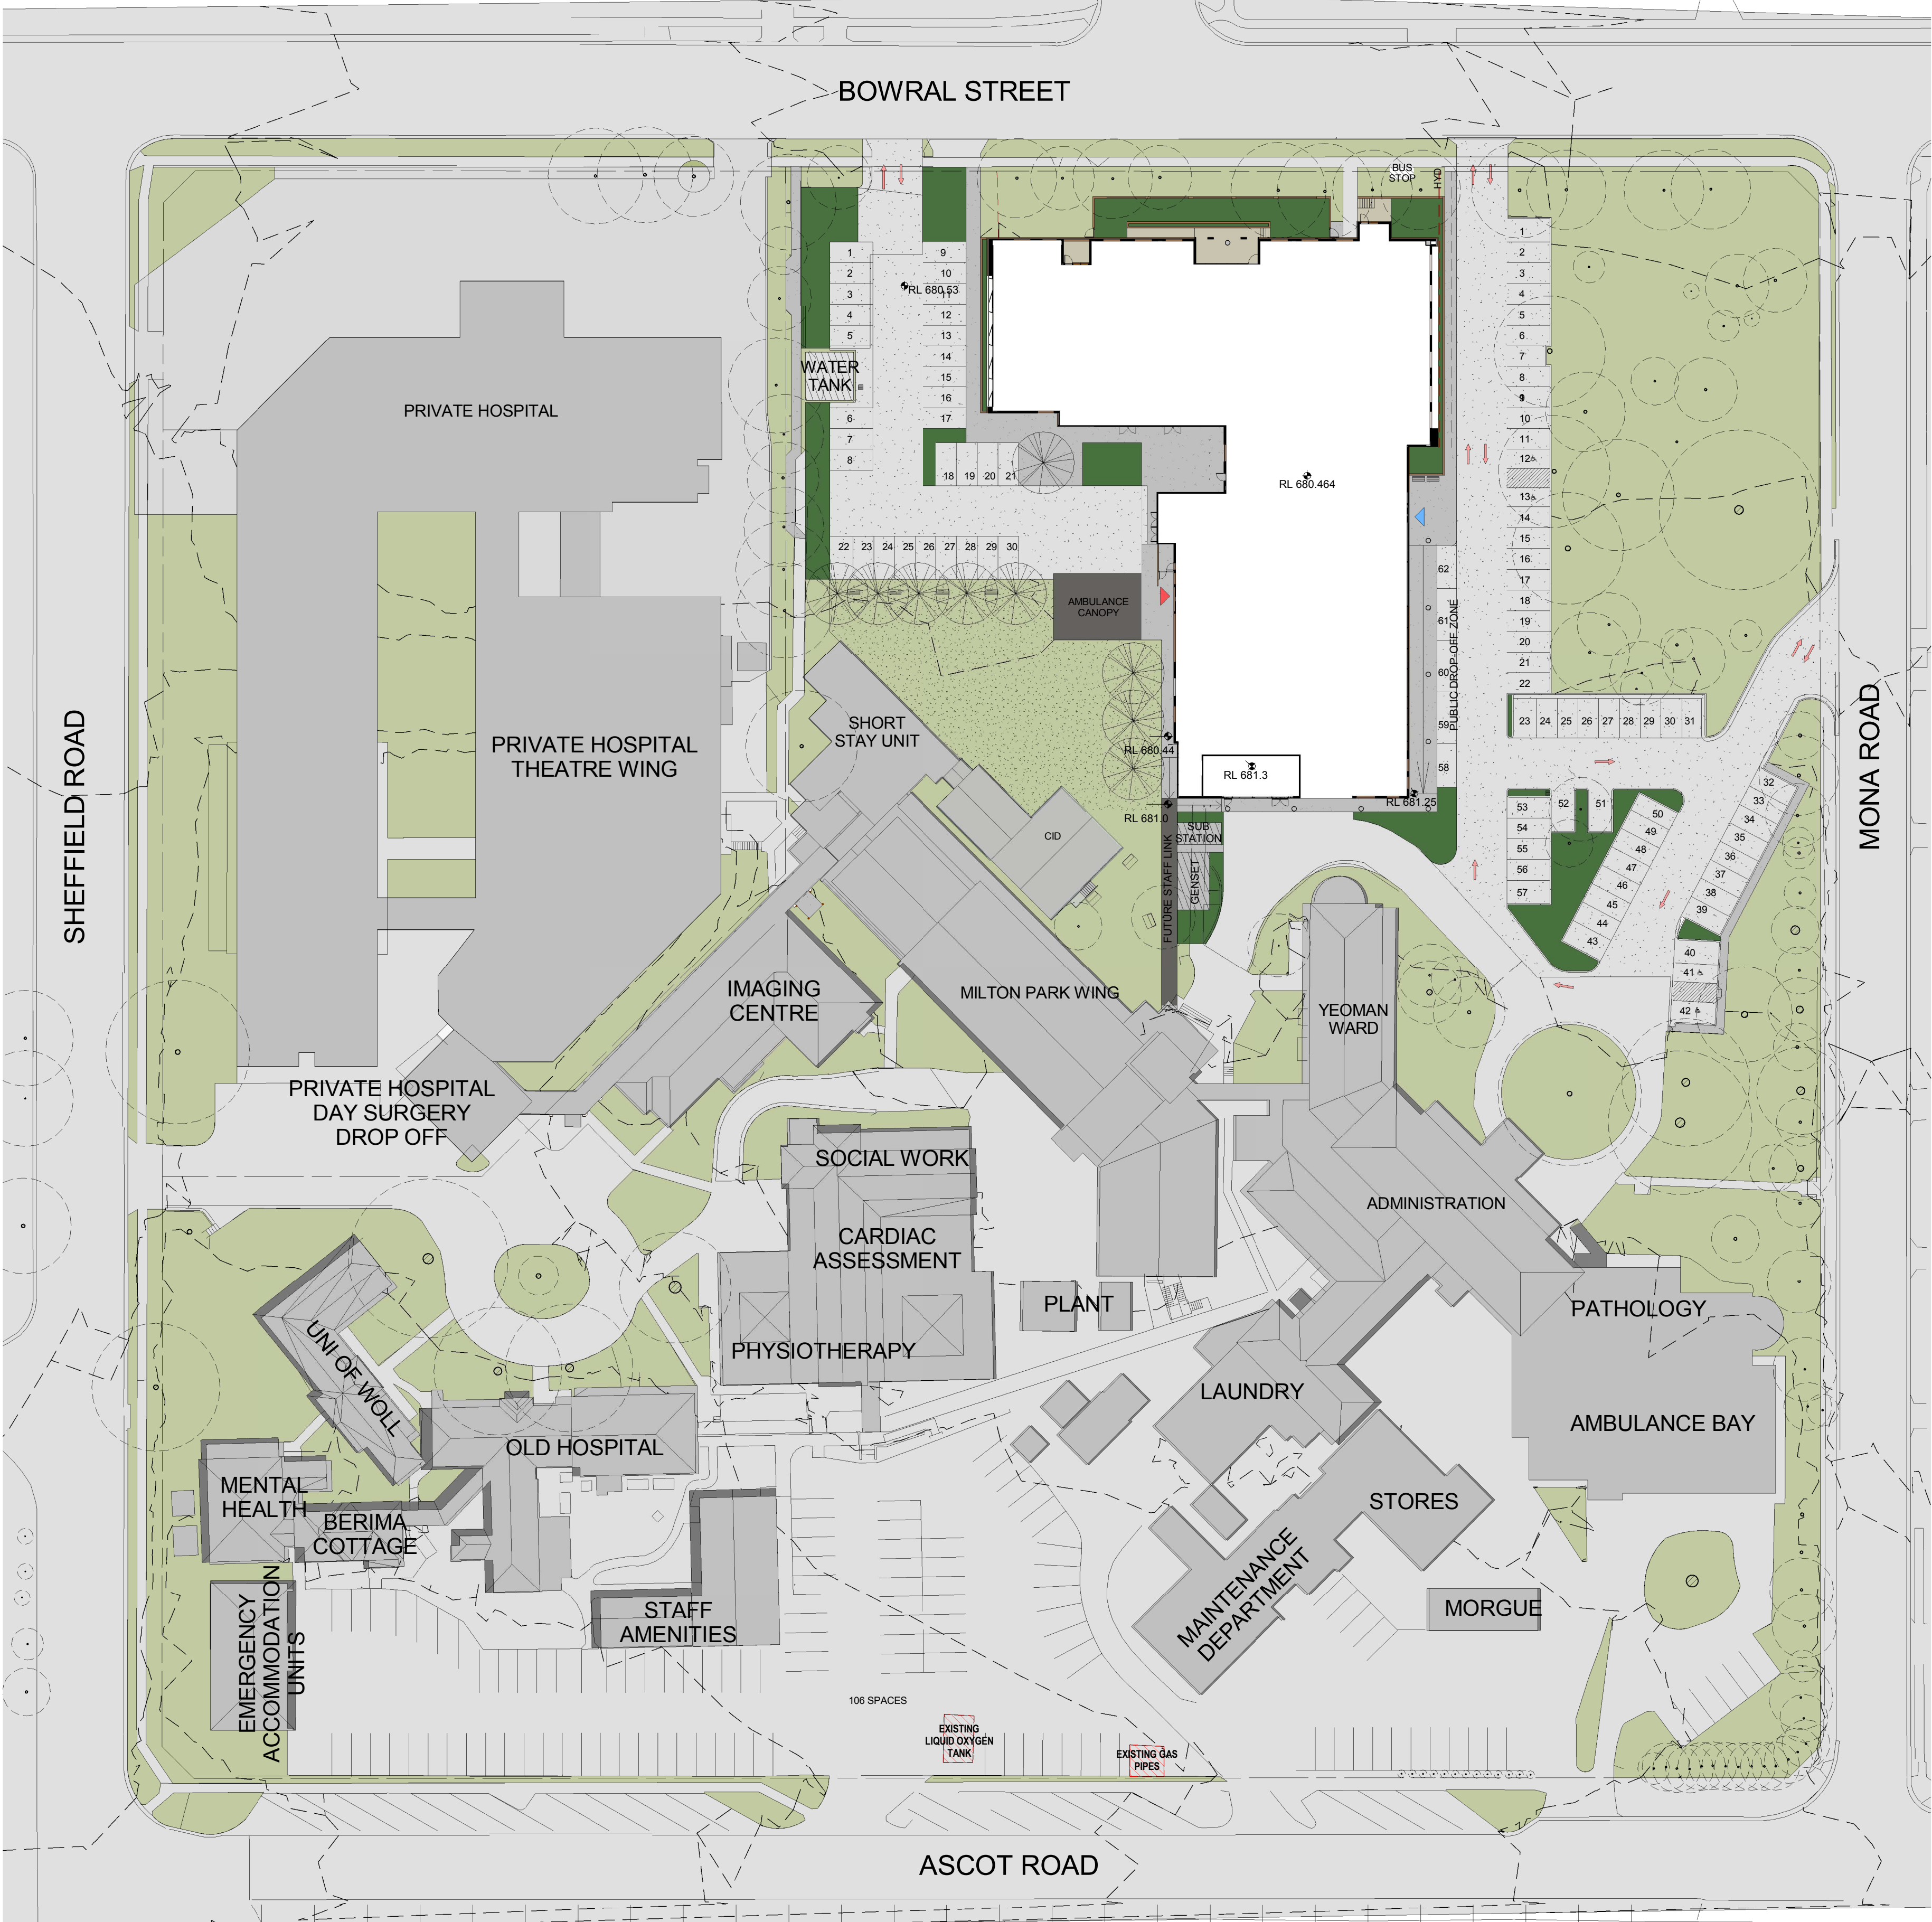 BOWRAL STREET
BUS
STOP
HYD
1
2
3
4
5
9
10
11
12
13
14
15
16
17
RL 680.53
WATER
TANK
6
7
8
18 19 20 21
22 23 24 25 26 27 28 29 30
1
2
3
4
5
6
7
8
9
10
11
12
13
14
15
16
17
18
19
20
21
22
23 24 25 26 27 28 29 30 31
PRIVATE HOSPITAL
RL 680.464
AMBULANCE
CANOPY
62
61
60
59
58
PUBLIC DROP-OFF ZONE
SHEFFIELD ROAD
MONA ROAD
PRIVATE HOSPITAL
THEATRE WING
SHORT
STAY UNIT
RL 680.44
RL 681.3
RL 681.25
RL 681.0
SUB
STATION
GENSET
FUTURE STAFF LINK
CID
53
54
55
56
57
52
51
50
49
48
47
46
45
44
43
32
33
34
35
36
37
38
39
40
41
42
IMAGING
CENTRE
MILTON PARK WING
YEOMAN
WARD
PRIVATE HOSPITAL
DAY SURGERY
DROP OFF
SOCIAL WORK
CARDIAC
ASSESSMENT
PHYSIOTHERAPY
PLANT
ADMINISTRATION
PATHOLOGY
AMBULANCE BAY
LAUNDRY
STORES
MAINTENANCE
DEPARTMENT
MORGUE
UNI OF WOLL
OLD HOSPITAL
MENTAL
HEALTH
BERIMA
COTTAGE
EMERGENCY
ACCOMMODATION
UNITS
STAFF
AMENITIES
106 SPACES
EXISTING
LIQUID OXYGEN
TANK
EXISTING GAS
PIPES
ASCOT ROAD